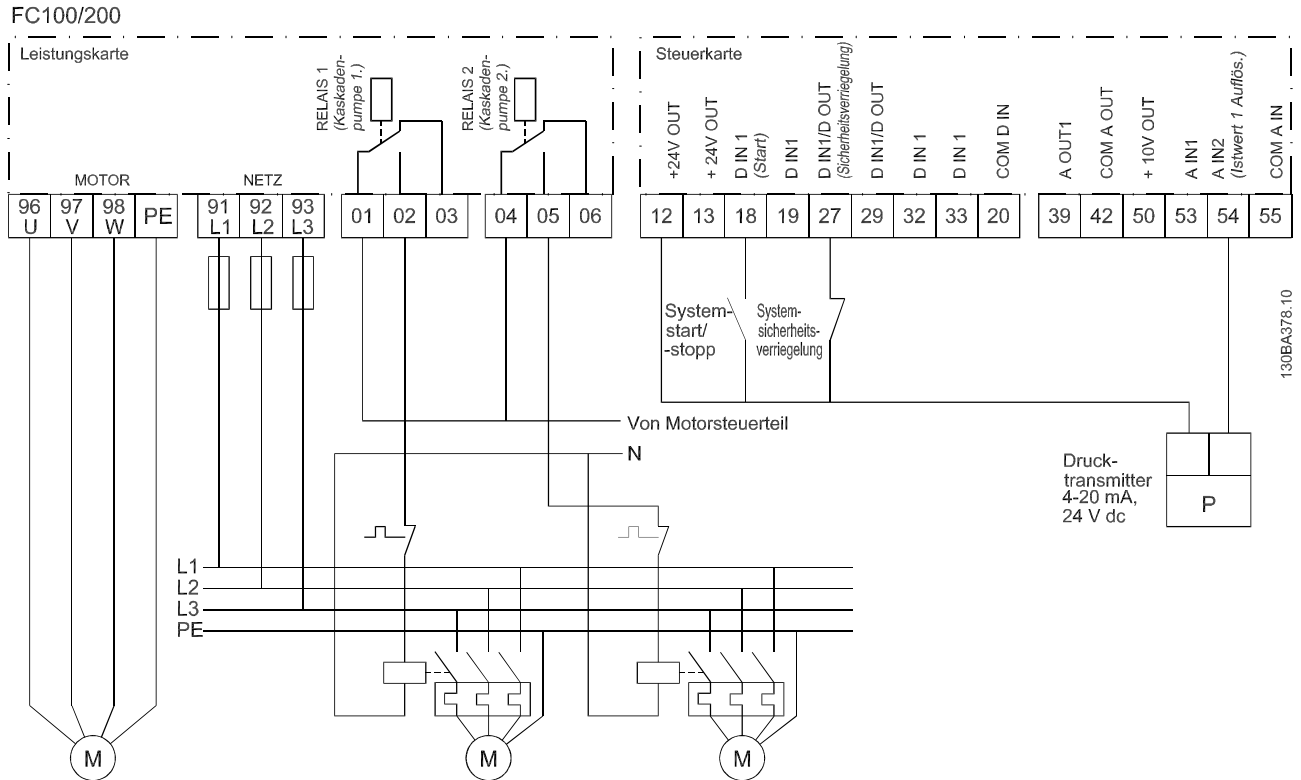 FC100/200
Leistungskarte
Steuerkarte
RELAIS 1
(Kaskaden-
pumpe 1.)
RELAIS 2
(Kaskaden-
pumpe 2.)
+24V OUT
+ 24V OUT
D IN 1
(Start)
D IN1
D IN1/D OUT
(Sicherheitsverriegelung)
D IN1/D OUT
D IN 1
D IN 1
COM D IN
A OUT1
COM A OUT
+ 10V OUT
A IN1
A IN2
(Istwert 1 Auflös.)
COM A IN
MOTOR
NETZ
96 97 98 PE
U V W
91 92 93
L1 L2 L3
01 02 03
04 05 06
12 13 18 19 27 29 32 33 20
39 42 50 53 54 55
System-
start/
-stopp
System-
sicherheits-
verriegelung
130BA378.10
Von Motorsteuerteil
N
Druck-
transmitter
4-20 mA,
24 V dc
P
L1
L2
L3
PE
M
M
M